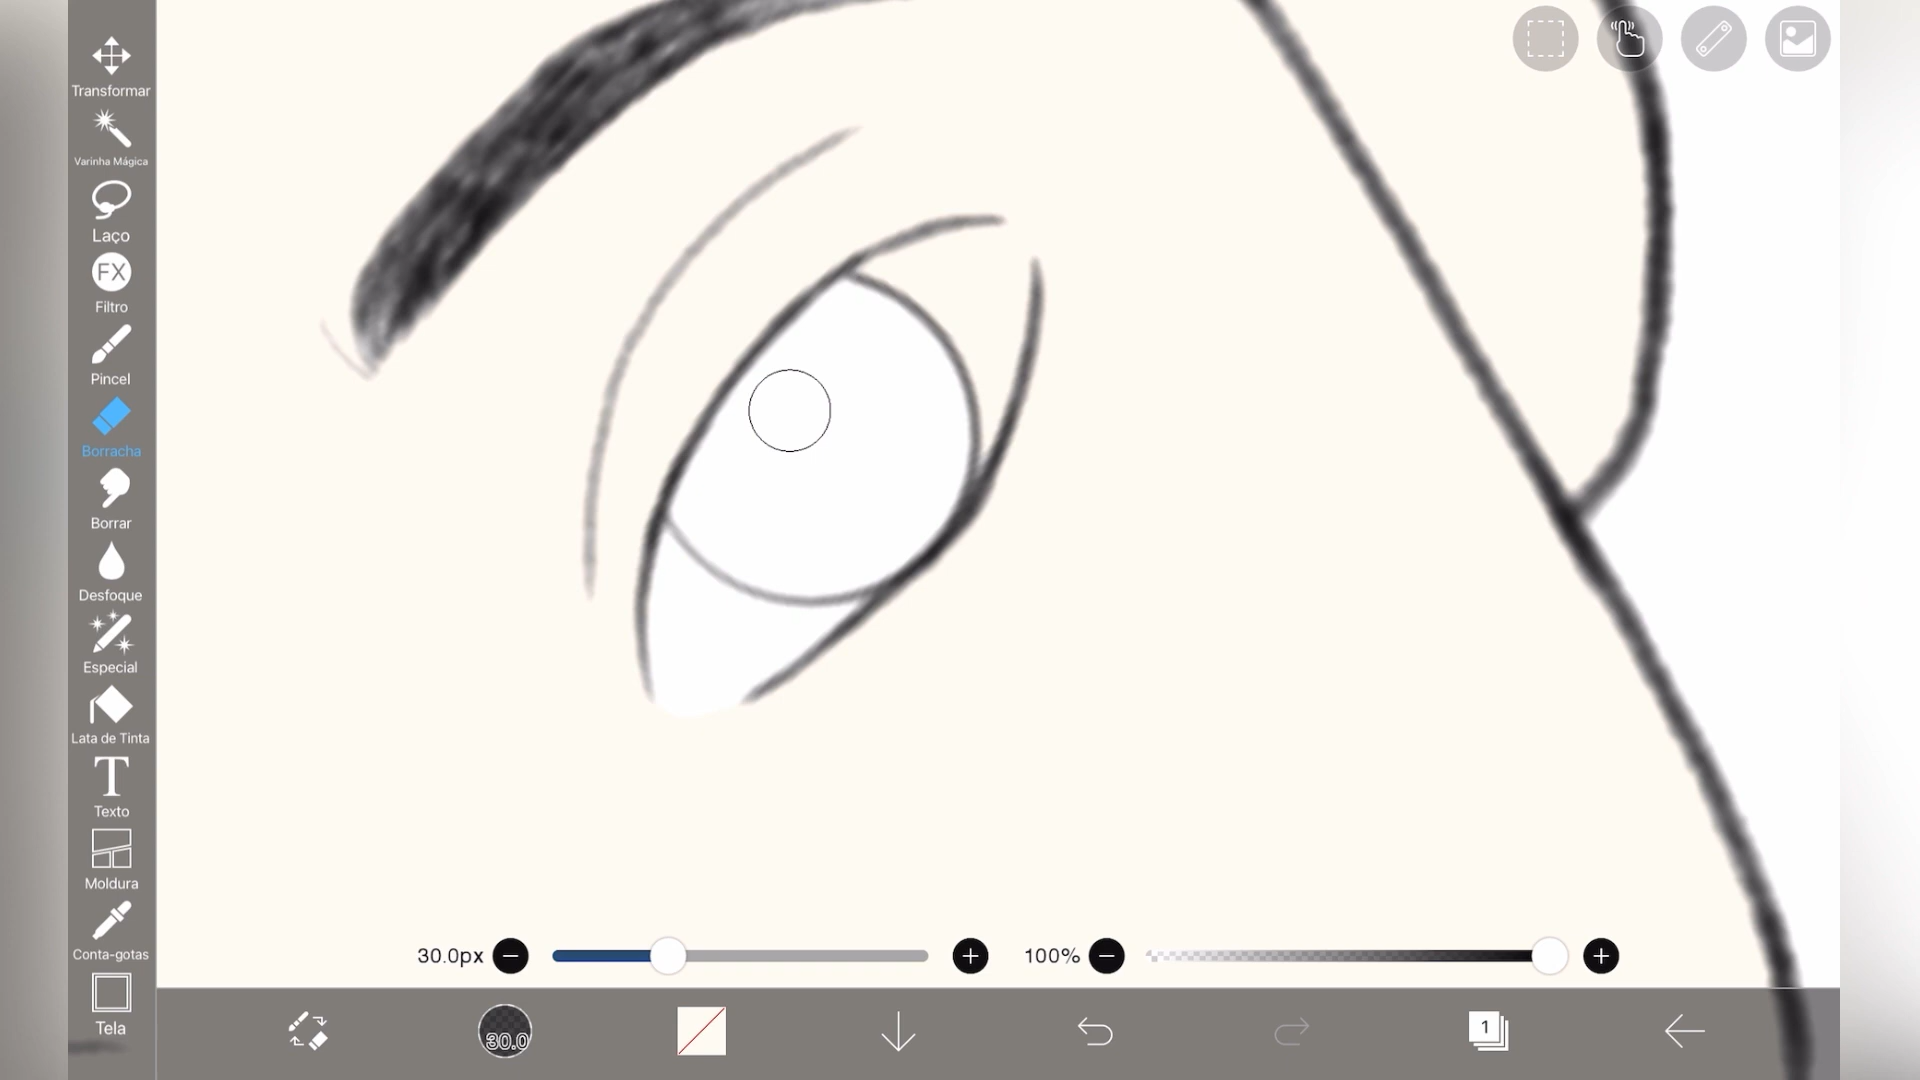 Transformar
Varinha Mágica
Laço
FX
Filtro
Pincel
Borracha
Borrar
Desfoque
Especial
Lata de Tinta
T
Texto
Moldura
Conta-gotas
Tela
30.0px
100%
30.0
1